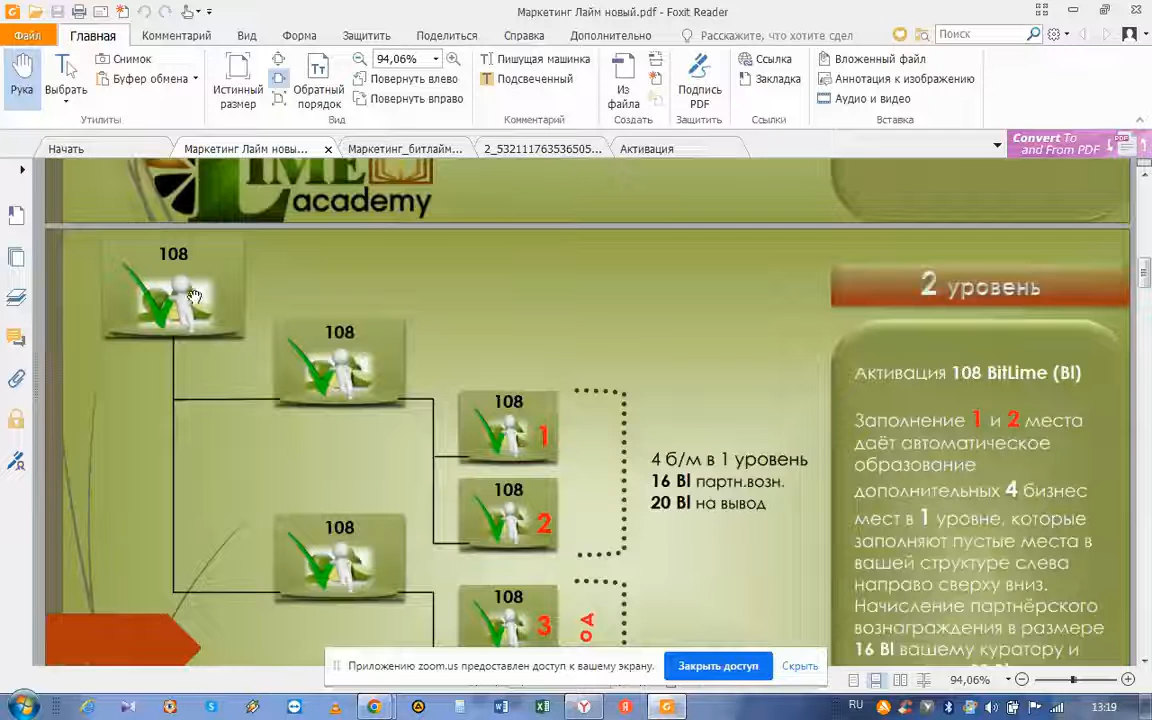 Маркетинг Лайм новый.pdf - Foxit Reader
Файл Главная Комментарий Вид Форма Защитить Поделиться Справка Дополнительно Расскажите, что хотите сдел Поиск
Рука
Выбрать
Снимок
Буфер обмена
Утилиты
Истинный размер
Обратный порядок
94,06%
Повернуть влево
Повернуть вправо
Вид
Пишущая машинка
Подсвеченный
Комментарий
Из файла
Создать
Подпись PDF
Защитить
Ссылка
Закладка
Ссылки
Вложенный файл
Аннотация к изображению
Аудио и видео
Вставка
Начать Маркетинг Лайм новы... Маркетинг_битлайм... 2_532111763536505... Активация
Convert To
and From PDF
LIME
academy
108
108
108
1
108
2
108
108
3
4 б/м в 1 уровень
16 Bl партн.возн.
20 Bl на вывод
2 уровень
Активация 108 BitLime (Bl)
Заполнение 1 и 2 места
даёт автоматическое
образование
дополнительных 4 бизнес
мест в 1 уровне, которые
заполняют пустые места в
вашей структуре слева
направо сверху вниз.
Начисление партнёрского
вознаграждения в размере
16 Bl вашему куратору и
Приложению zoom.us предоставлен доступ к вашему экрану. Закрыть доступ Скрыть
94,06%
RU 13:19